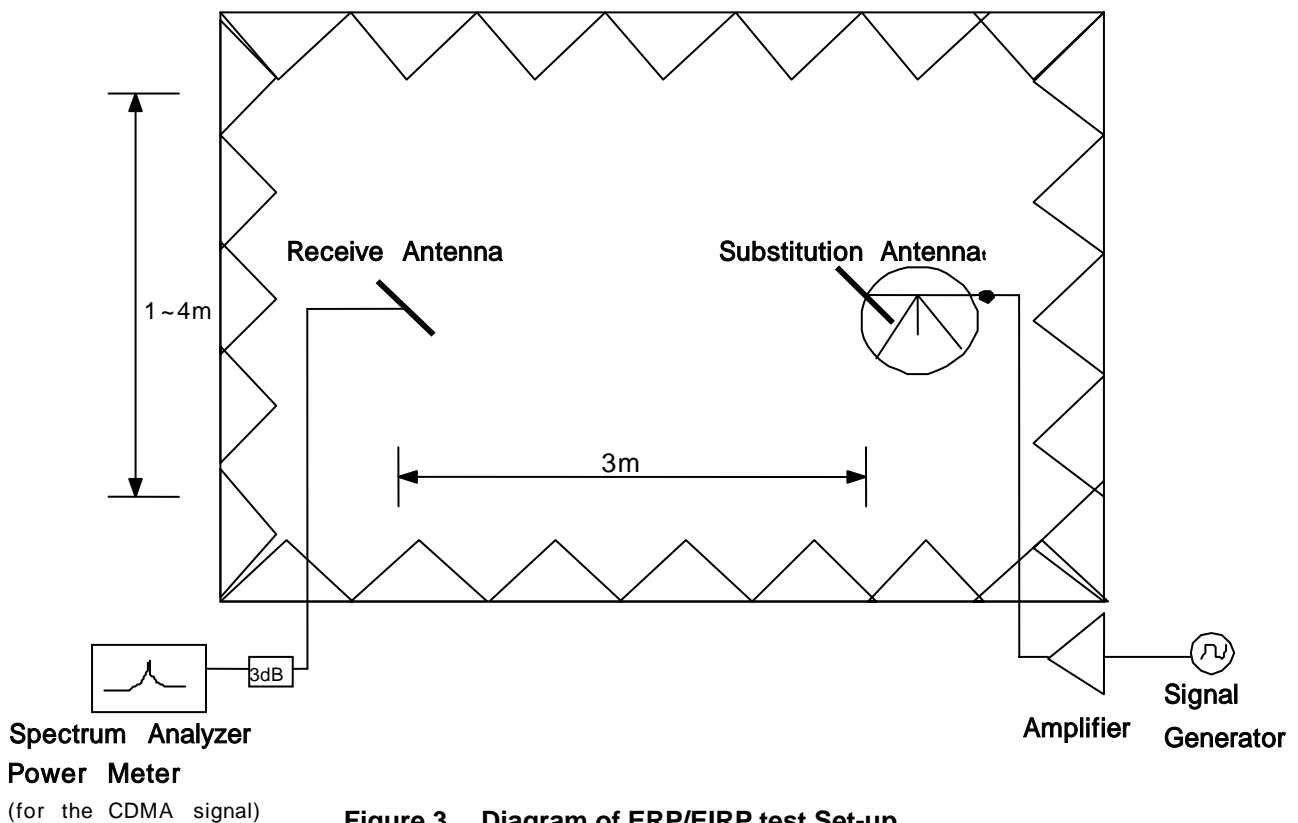 Receive Antenna
Substitution Antennat
1~4m
3m
3dB
Spectrum Analyzer
Power Meter
(for the CDMA signal)
Amplifier
Signal
Generator
Figure 3 Diagram of ERP/EIRP test Set-up